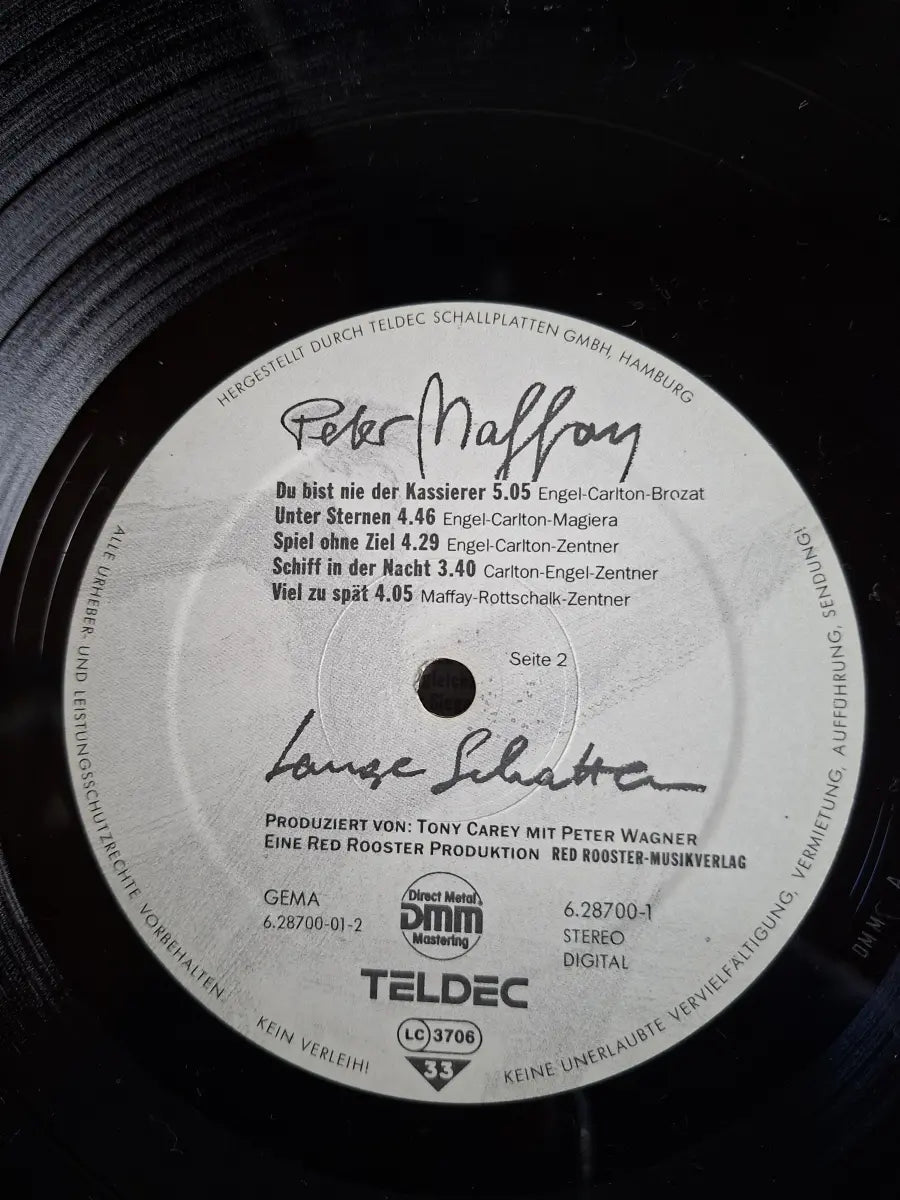 HERGESTELLT DURCH TELDEC SCHALLPLATTEN GMBH, HAMBURG
Peter Maffay
Du bist nie der Kassierer 5.05 Engel-Carlton-Brozat
Unter Sternen 4.46 Engel-Carlton-Magiera
Spiel ohne Ziel 4.29 Engel-Carlton-Zentner
Schiff in der Nacht 3.40 Carlton-Engel-Zentner
Viel zu spät 4.05 Maffay-Rottschalk-Zentner
Seite 2
Lange Schatten
PRODUZIERT VON: TONY CAREY MIT PETER WAGNER
EINE RED ROOSTER PRODUKTION RED ROOSTER-MUSIKVERLAG
GEMA
6.28700-01-2
Direct Metal
DMM
Mastering
6.28700-1
STEREO
DIGITAL
TELDEC
LC 3706
33
ALLE URHEBER- UND LEISTUNGSSCHUTZRECHTE VORBEHALTEN.
KEIN VERLEIH!
KEINE UNERLAUBTE VERVIELFÄLTIGUNG, VERMIETUNG, AUFFÜHRUNG, SENDUNG!